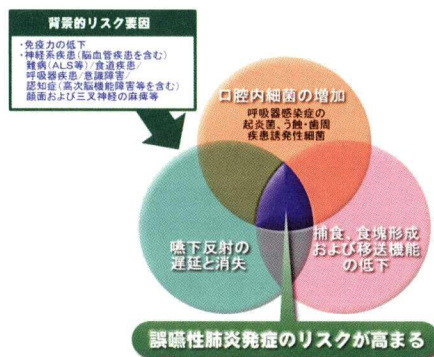 背景的リスク要因
・免疫力の低下
・神経系疾患(脳血管疾患を含む)
難病(ALS等)/食道疾患/
呼吸器疾患/意識障害/
認知症(高次脳機能障害等を含む)
顔面および三叉神経の麻痺等
口腔内細菌の増加
呼吸器感染症の
起炎菌、う蝕・歯周
疾患誘発性細菌
嚥下反射の
遅延と消失
捕食、食塊形成
および移送機能
の低下
誤嚥性肺炎発症のリスクが高まる